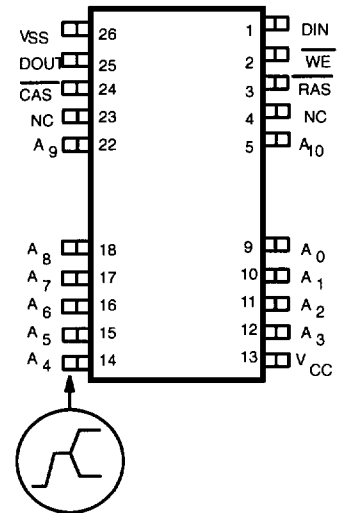 VSS 26 1 DIN
DOUT 25 2 WE
CAS 24 3 RAS
NC 23 4 NC
A9 22 5 A10
A8 18 9 A0
A7 17 10 A1
A6 16 11 A2
A5 15 12 A3
A4 14 13 VCC